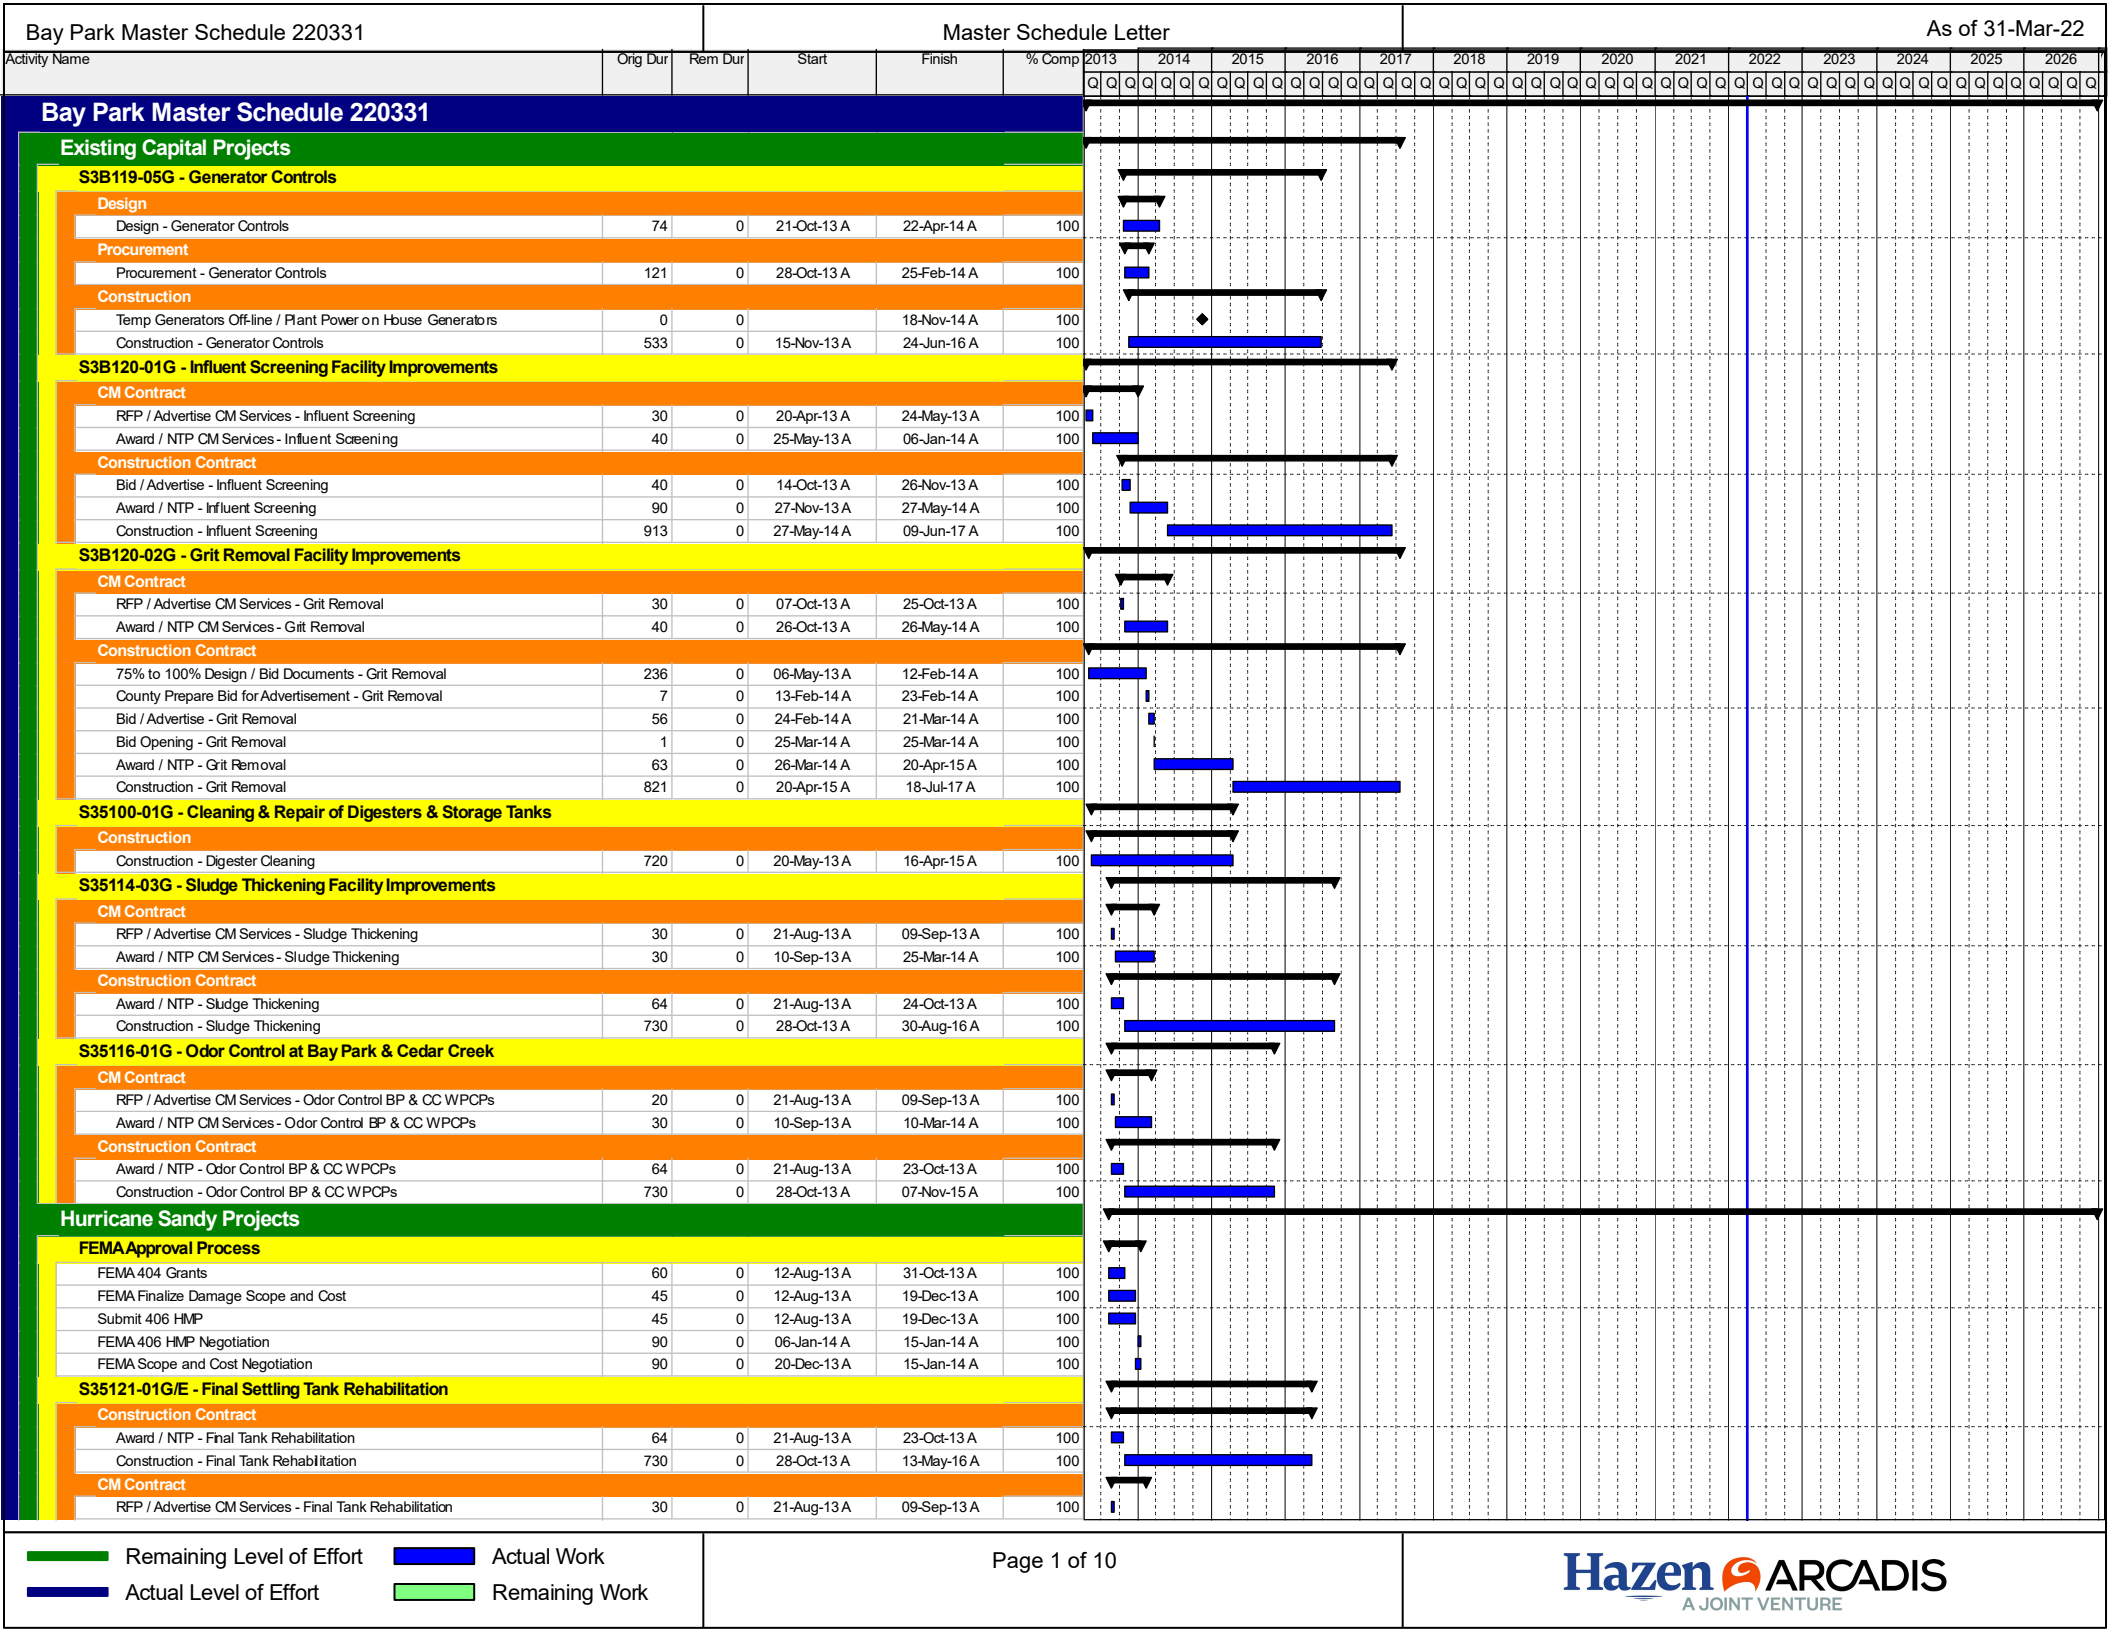 Bay Park Master Schedule 220331 Master Schedule Letter As of 31-Mar-22
Activity Name Orig Dur Rem Dur Start Finish % Comp 2013 2014 2015 2016 2017 2018 2019 2020 2021 2022 2023 2024 2025 2026
Q Q Q Q Q Q Q Q Q Q Q Q Q Q Q Q Q Q Q Q Q Q Q Q Q Q Q Q Q Q Q Q Q Q Q Q Q Q Q Q Q Q Q Q Q Q Q Q Q Q Q Q Q Q Q
Bay Park Master Schedule 220331
Existing Capital Projects
S3B119-05G - Generator Controls
Design
Design - Generator Controls 74 0 21-Oct-13 A 22-Apr-14 A 100
Procurement
Procurement - Generator Controls 121 0 28-Oct-13 A 25-Feb-14 A 100
Construction
Temp Generators Off-line / Plant Power on House Generators 0 0 18-Nov-14 A 100
Construction - Generator Controls 533 0 15-Nov-13 A 24-Jun-16 A 100
S3B120-01G - Influent Screening Facility Improvements
CM Contract
RFP / Advertise CM Services - Influent Screening 30 0 20-Apr-13 A 24-May-13 A 100
Award / NTP CM Services - Influent Screening 40 0 25-May-13 A 06-Jan-14 A 100
Construction Contract
Bid / Advertise - Influent Screening 40 0 14-Oct-13 A 26-Nov-13 A 100
Award / NTP - Influent Screening 90 0 27-Nov-13 A 27-May-14 A 100
Construction - Influent Screening 913 0 27-May-14 A 09-Jun-17 A 100
S3B120-02G - Grit Removal Facility Improvements
CM Contract
RFP / Advertise CM Services - Grit Removal 30 0 07-Oct-13 A 25-Oct-13 A 100
Award / NTP CM Services - Grit Removal 40 0 26-Oct-13 A 26-May-14 A 100
Construction Contract
75% to 100% Design / Bid Documents - Grit Removal 236 0 06-May-13 A 12-Feb-14 A 100
County Prepare Bid for Advertisement - Grit Removal 7 0 13-Feb-14 A 23-Feb-14 A 100
Bid / Advertise - Grit Removal 56 0 24-Feb-14 A 21-Mar-14 A 100
Bid Opening - Grit Removal 1 0 25-Mar-14 A 25-Mar-14 A 100
Award / NTP - Grit Removal 63 0 26-Mar-14 A 20-Apr-15 A 100
Construction - Grit Removal 821 0 20-Apr-15 A 18-Jul-17 A 100
S35100-01G - Cleaning & Repair of Digesters & Storage Tanks
Construction
Construction - Digester Cleaning 720 0 20-May-13 A 16-Apr-15 A 100
S35114-03G - Sludge Thickening Facility Improvements
CM Contract
RFP / Advertise CM Services - Sludge Thickening 30 0 21-Aug-13 A 09-Sep-13 A 100
Award / NTP CM Services - Sludge Thickening 30 0 10-Sep-13 A 25-Mar-14 A 100
Construction Contract
Award / NTP - Sludge Thickening 64 0 21-Aug-13 A 24-Oct-13 A 100
Construction - Sludge Thickening 730 0 28-Oct-13 A 30-Aug-16 A 100
S35116-01G - Odor Control at Bay Park & Cedar Creek
CM Contract
RFP / Advertise CM Services - Odor Control BP & CC WPCPs 20 0 21-Aug-13 A 09-Sep-13 A 100
Award / NTP CM Services - Odor Control BP & CC WPCPs 30 0 10-Sep-13 A 10-Mar-14 A 100
Construction Contract
Award / NTP - Odor Control BP & CC WPCPs 64 0 21-Aug-13 A 23-Oct-13 A 100
Construction - Odor Control BP & CC WPCPs 730 0 28-Oct-13 A 07-Nov-15 A 100
Hurricane Sandy Projects
FEMA Approval Process
FEMA 404 Grants 60 0 12-Aug-13 A 31-Oct-13 A 100
FEMA Finalize Damage Scope and Cost 45 0 12-Aug-13 A 19-Dec-13 A 100
Submit 406 HMP 45 0 12-Aug-13 A 19-Dec-13 A 100
FEMA 406 HMP Negotiation 90 0 06-Jan-14 A 15-Jan-14 A 100
FEMA Scope and Cost Negotiation 90 0 20-Dec-13 A 15-Jan-14 A 100
S35121-01G/E - Final Settling Tank Rehabilitation
Construction Contract
Award / NTP - Final Tank Rehabilitation 64 0 21-Aug-13 A 23-Oct-13 A 100
Construction - Final Tank Rehabilitation 730 0 28-Oct-13 A 13-May-16 A 100
CM Contract
RFP / Advertise CM Services - Final Tank Rehabilitation 30 0 21-Aug-13 A 09-Sep-13 A 100
Remaining Level of Effort Actual Work
Actual Level of Effort Remaining Work
Page 1 of 10
Hazen ARCADIS
A JOINT VENTURE